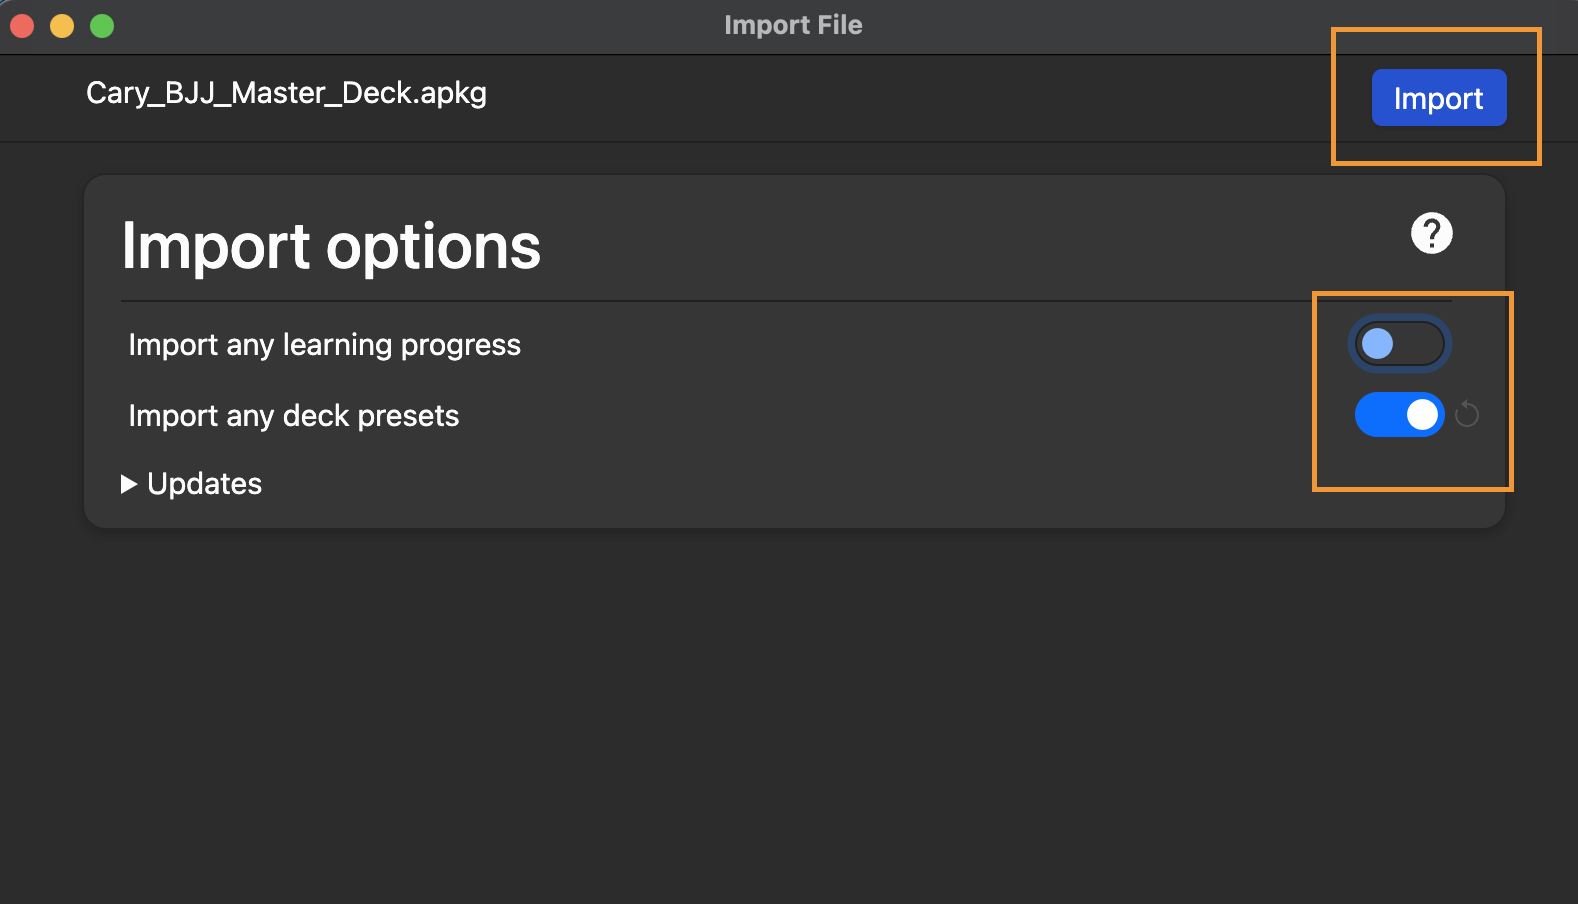 Import File
Cary_BJJ_Master_Deck.apkg
Import
Import options
?
Import any learning progress
Import any deck presets
Updates